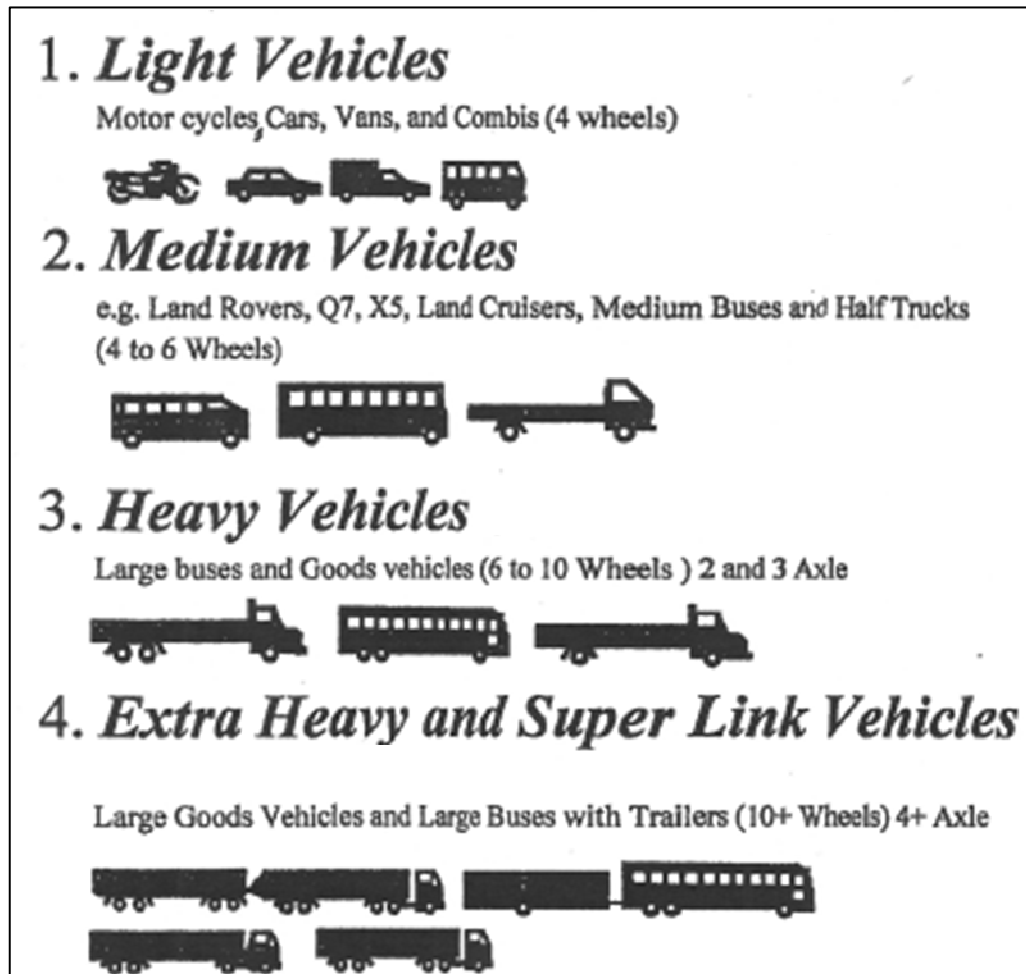 1. Light Vehicles
Motor cycles, Cars, Vans, and Combis (4 wheels)
2. Medium Vehicles
e.g. Land Rovers, Q7, X5, Land Cruisers, Medium Buses and Half Trucks
(4 to 6 Wheels)
3. Heavy Vehicles
Large buses and Goods vehicles (6 to 10 Wheels ) 2 and 3 Axle
4. Extra Heavy and Super Link Vehicles
Large Goods Vehicles and Large Buses with Trailers (10+ Wheels) 4+ Axle